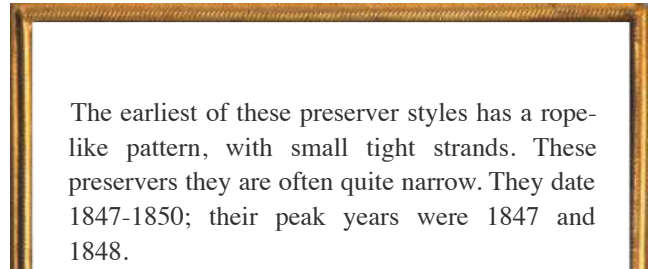 The earliest of these preserver styles has a rope-
like pattern, with small tight strands. These
preservers they are often quite narrow. They date
1847-1850; their peak years were 1847 and
1848.